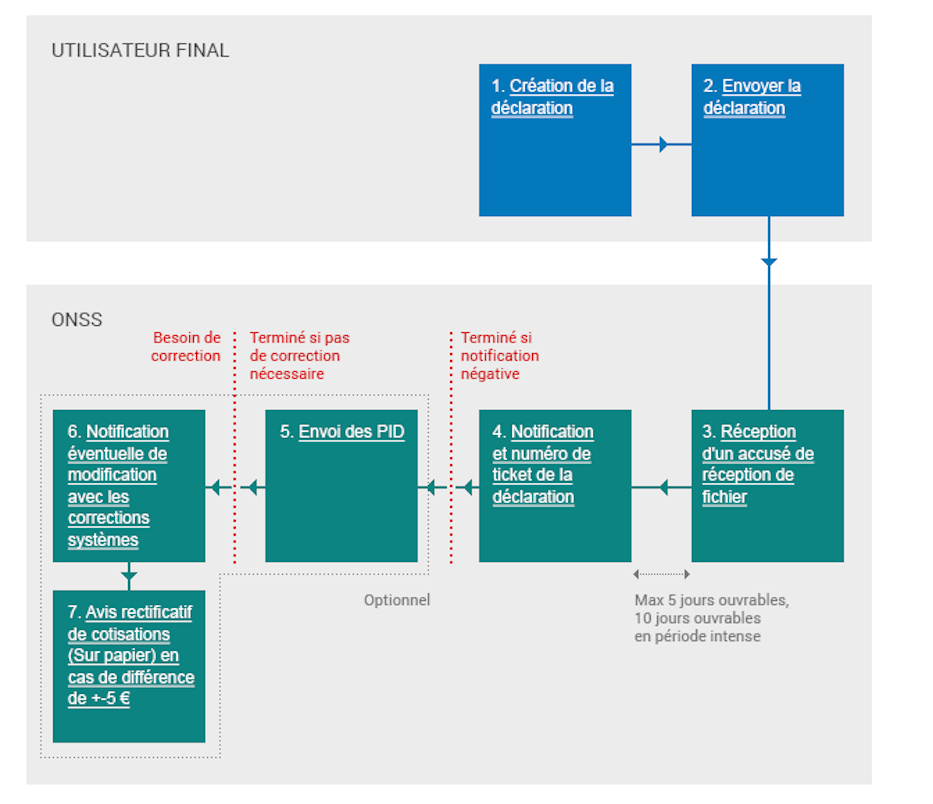 UTILISATEUR FINAL
1. Création de la
déclaration
2. Envoyer la
déclaration
ONSS
Besoin de
correction
Terminé si pas
de correction
nécessaire
Terminé si
notification
négative
6. Notification
éventuelle de
modification
avec les
corrections
systèmes
5. Envoi des PID
4. Notification
et numéro de
ticket de la
déclaration
3. Réception
d'un accusé de
réception de
fichier
Optionnel
Max 5 jours ouvrables,
10 jours ouvrables
en période intense
7. Avis rectificatif
de cotisations
(Sur papier) en
cas de différence
de +-5 €